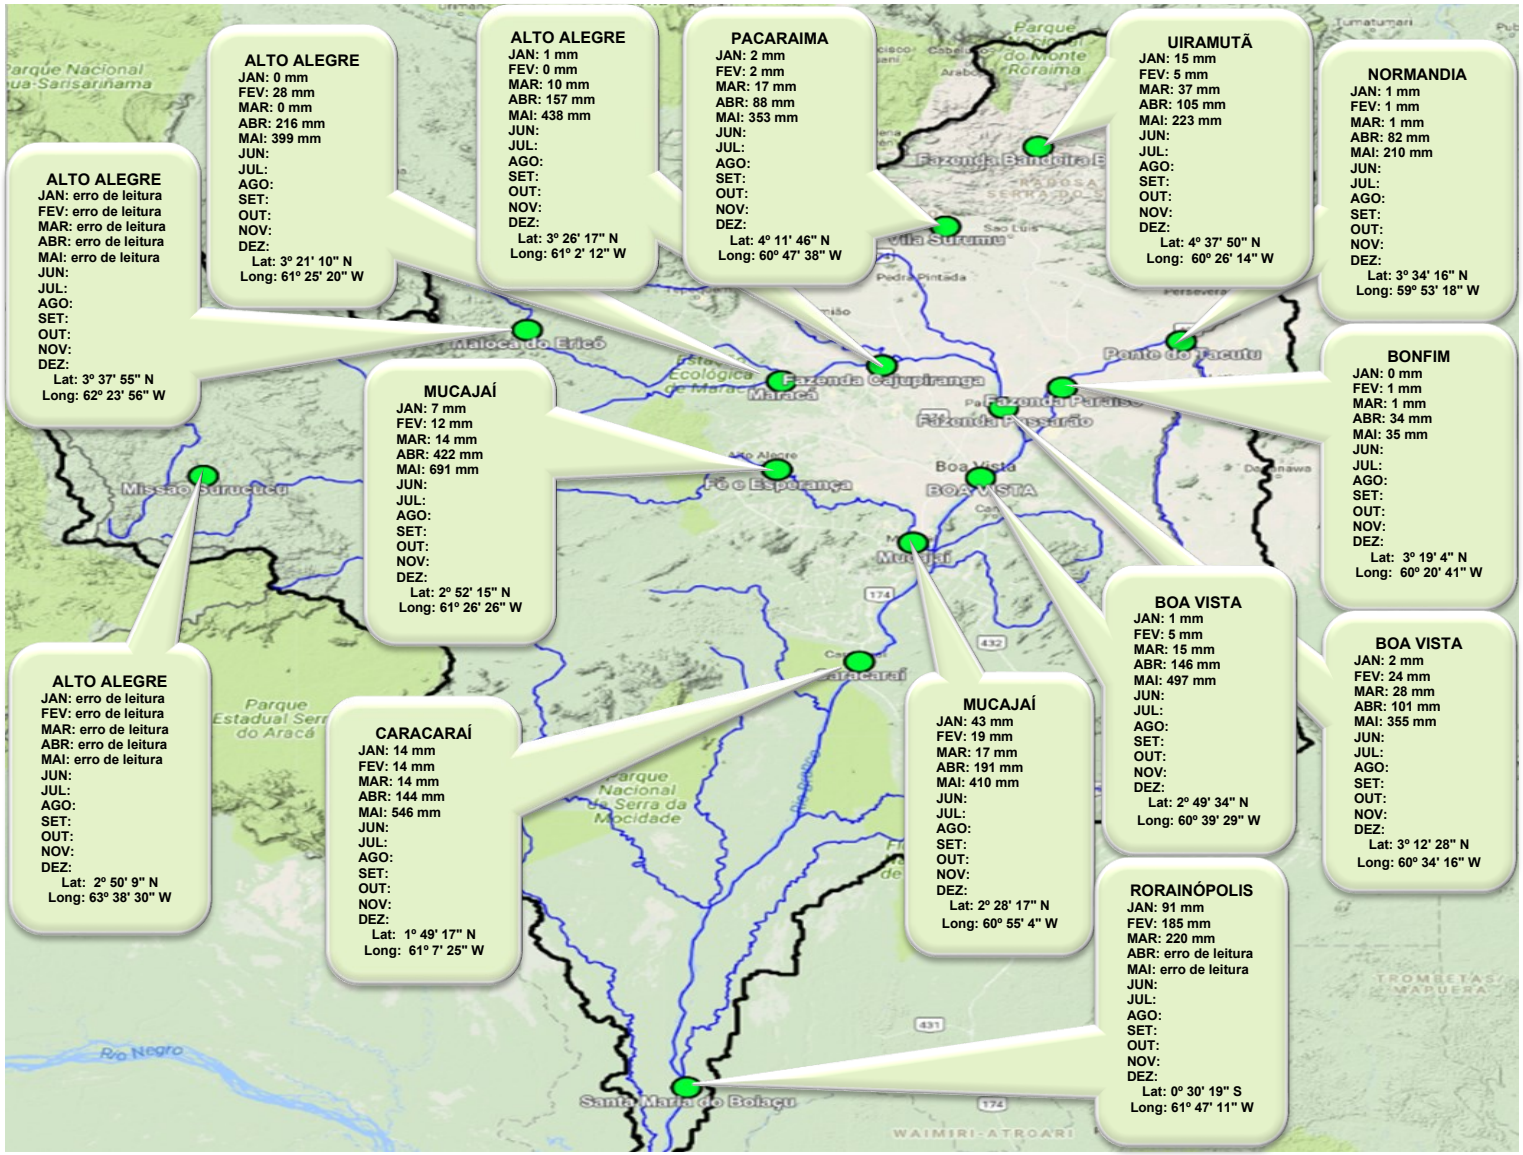 Parque Nacional
ua-Sarisariñama
Tumatumari
Parque
do Monte
Roraima
ALTO ALEGRE
JAN: 0 mm
FEV: 28 mm
MAR: 0 mm
ABR: 216 mm
MAI: 399 mm
JUN:
JUL:
AGO:
SET:
OUT:
NOV:
DEZ:
Lat: 3º 21' 10" N
Long: 61º 25' 20" W
ALTO ALEGRE
JAN: 1 mm
FEV: 0 mm
MAR: 10 mm
ABR: 157 mm
MAI: 438 mm
JUN:
JUL:
AGO:
SET:
OUT:
NOV:
DEZ:
Lat: 3º 26' 17" N
Long: 61º 2' 12" W
PACARAIMA
JAN: 2 mm
FEV: 2 mm
MAR: 17 mm
ABR: 88 mm
MAI: 353 mm
JUN:
JUL:
AGO:
SET:
OUT:
NOV:
DEZ:
Lat: 4º 11' 46" N
Long: 60º 47' 38" W
UIRAMUTÃ
JAN: 15 mm
FEV: 5 mm
MAR: 37 mm
ABR: 105 mm
MAI: 223 mm
JUN:
JUL:
AGO:
SET:
OUT:
NOV:
DEZ:
Lat: 4º 37' 50" N
Long: 60º 26' 14" W
NORMANDIA
JAN: 1 mm
FEV: 1 mm
MAR: 1 mm
ABR: 82 mm
MAI: 210 mm
JUN:
JUL:
AGO:
SET:
OUT:
NOV:
DEZ:
Lat: 3º 34' 16" N
Long: 59º 53' 18" W
ALTO ALEGRE
JAN: erro de leitura
FEV: erro de leitura
MAR: erro de leitura
ABR: erro de leitura
MAI: erro de leitura
JUN:
JUL:
AGO:
SET:
OUT:
NOV:
DEZ:
Lat: 3º 37' 55" N
Long: 62º 23' 56" W
Fazenda Bandeira B
Vila Surumu
Sao Luis
Pedra Pintada
Maloca do Ericó
Estação
Ecológica
de Maracá
Maracá
Fazenda Cajupiranga
Ponte do Tacutu
Fazenda Paraíso
Fazenda Passarão
MUCAJAÍ
JAN: 7 mm
FEV: 12 mm
MAR: 14 mm
ABR: 422 mm
MAI: 691 mm
JUN:
JUL:
AGO:
SET:
OUT:
NOV:
DEZ:
Lat: 2º 52' 15" N
Long: 61º 26' 26" W
BONFIM
JAN: 0 mm
FEV: 1 mm
MAR: 1 mm
ABR: 34 mm
MAI: 35 mm
JUN:
JUL:
AGO:
SET:
OUT:
NOV:
DEZ:
Lat: 3º 19' 4" N
Long: 60º 20' 41" W
Missão Surucucu
Alto Alegre
Fé e Esperança
Boa Vista
BOA VISTA
Mucajaí
174
432
Caracaraí
ALTO ALEGRE
JAN: erro de leitura
FEV: erro de leitura
MAR: erro de leitura
ABR: erro de leitura
MAI: erro de leitura
JUN:
JUL:
AGO:
SET:
OUT:
NOV:
DEZ:
Lat: 2º 50' 9" N
Long: 63º 38' 30" W
Parque
Estadual Serr
do Aracá
CARACARAÍ
JAN: 14 mm
FEV: 14 mm
MAR: 14 mm
ABR: 144 mm
MAI: 546 mm
JUN:
JUL:
AGO:
SET:
OUT:
NOV:
DEZ:
Lat: 1º 49' 17" N
Long: 61º 7' 25" W
Parque
Nacional
da Serra da
Mocidade
Rio Branco
MUCAJAÍ
JAN: 43 mm
FEV: 19 mm
MAR: 17 mm
ABR: 191 mm
MAI: 410 mm
JUN:
JUL:
AGO:
SET:
OUT:
NOV:
DEZ:
Lat: 2º 28' 17" N
Long: 60º 55' 4" W
BOA VISTA
JAN: 1 mm
FEV: 5 mm
MAR: 15 mm
ABR: 146 mm
MAI: 497 mm
JUN:
JUL:
AGO:
SET:
OUT:
NOV:
DEZ:
Lat: 2º 49' 34" N
Long: 60º 39' 29" W
BOA VISTA
JAN: 2 mm
FEV: 24 mm
MAR: 28 mm
ABR: 101 mm
MAI: 355 mm
JUN:
JUL:
AGO:
SET:
OUT:
NOV:
DEZ:
Lat: 3º 12' 28" N
Long: 60º 34' 16" W
RORAINÓPOLIS
JAN: 91 mm
FEV: 185 mm
MAR: 220 mm
ABR: erro de leitura
MAI: erro de leitura
JUN:
JUL:
AGO:
SET:
OUT:
NOV:
DEZ:
Lat: 0º 30' 19" S
Long: 61º 47' 11" W
TROMBETAS/
MAPUERA
431
Rio Negro
Santa Maria do Boiaçu
174
WAIMIRI-ATROARI